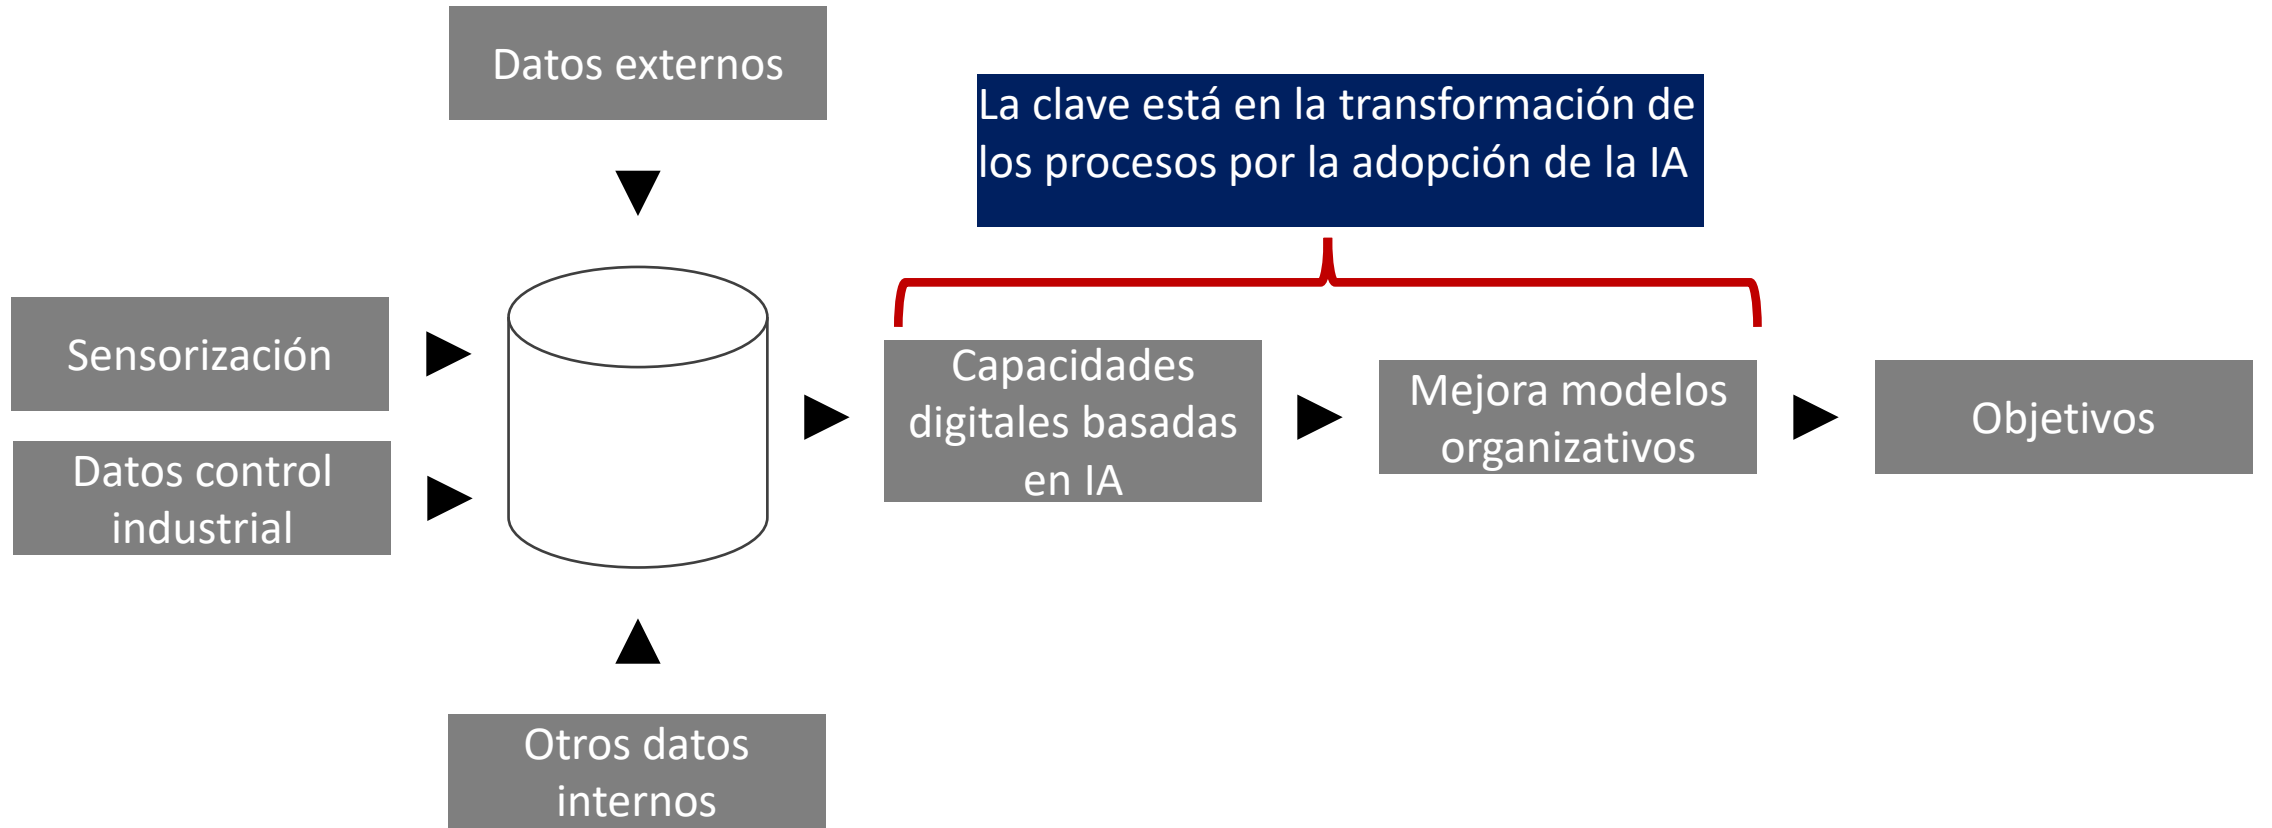 Datos externos
La clave está en la transformación de
los procesos por la adopción de la IA
Sensorización
Datos control
industrial
Capacidades
digitales basadas
en IA
Mejora modelos
organizativos
Objetivos
Otros datos
internos